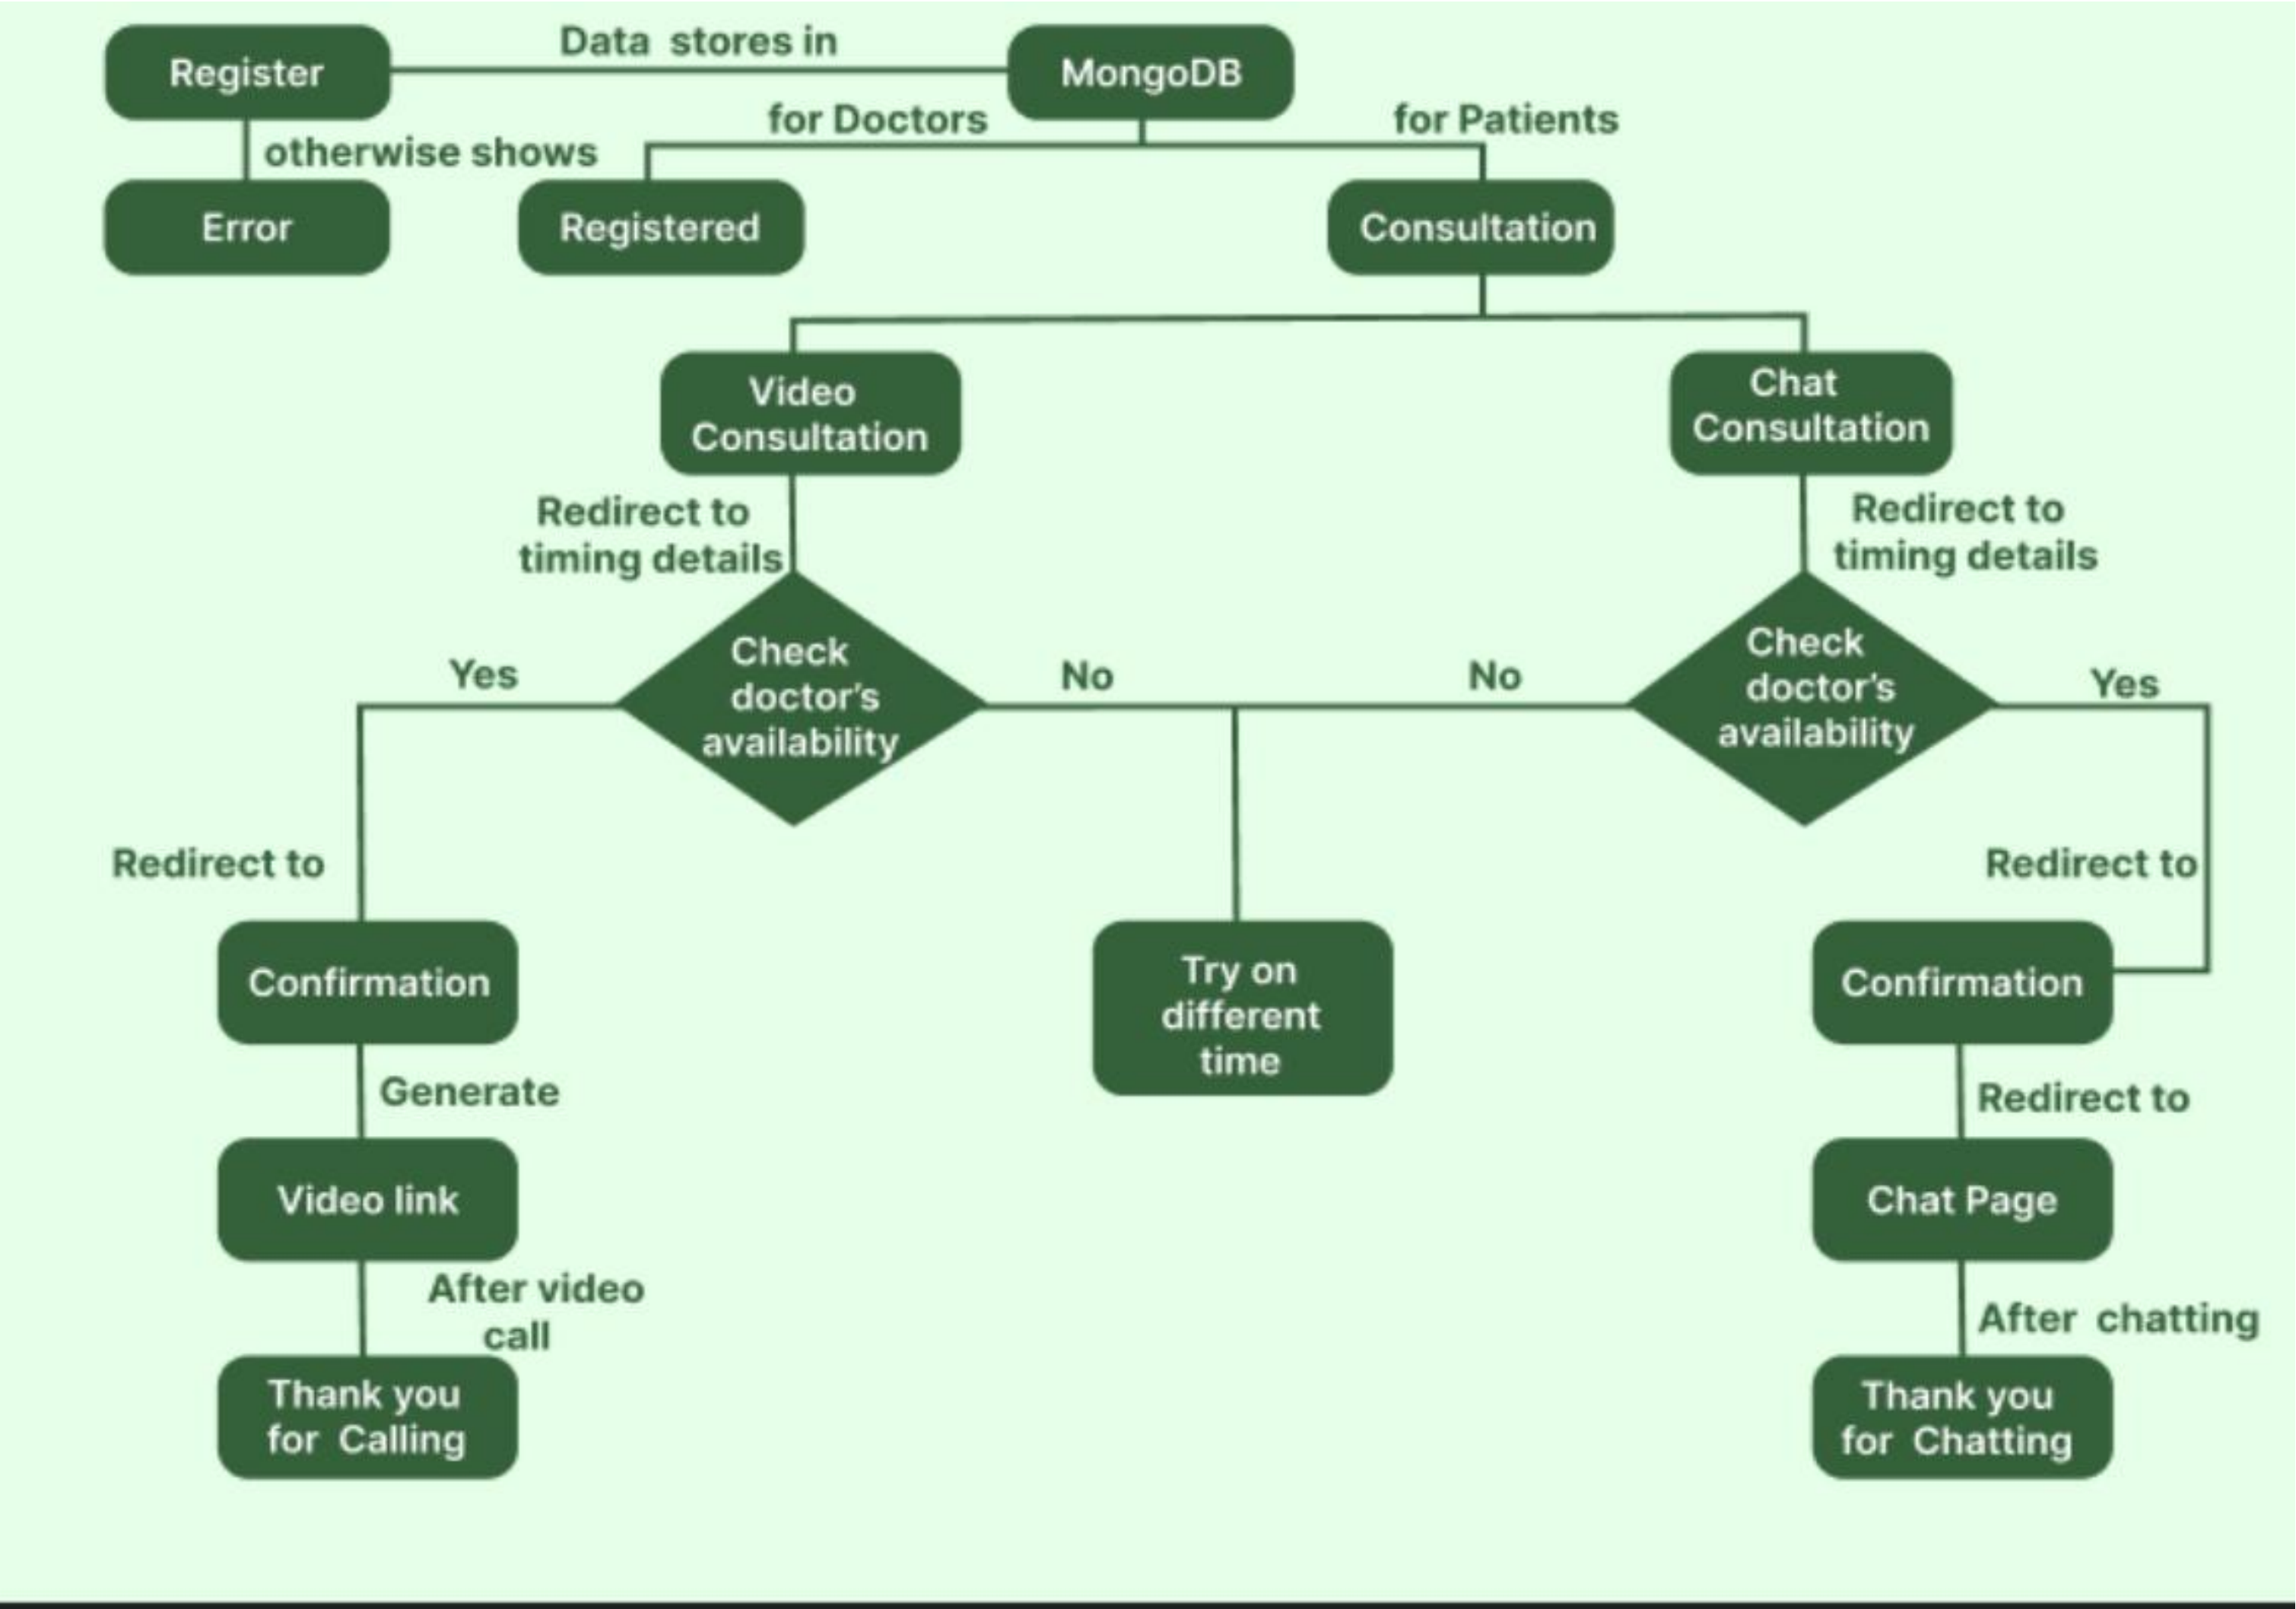 Register
Data stores in
MongoDB
for Doctors
for Patients
otherwise shows
Error
Registered
Consultation
Video
Consultation
Chat
Consultation
Redirect to
timing details
Redirect to
timing details
Check
doctor's
availability
Check
doctor's
availability
Yes
No
No
Yes
Redirect to
Redirect to
Confirmation
Try on
different
time
Confirmation
Generate
Redirect to
Video link
Chat Page
After video
call
After chatting
Thank you
for Calling
Thank you
for Chatting